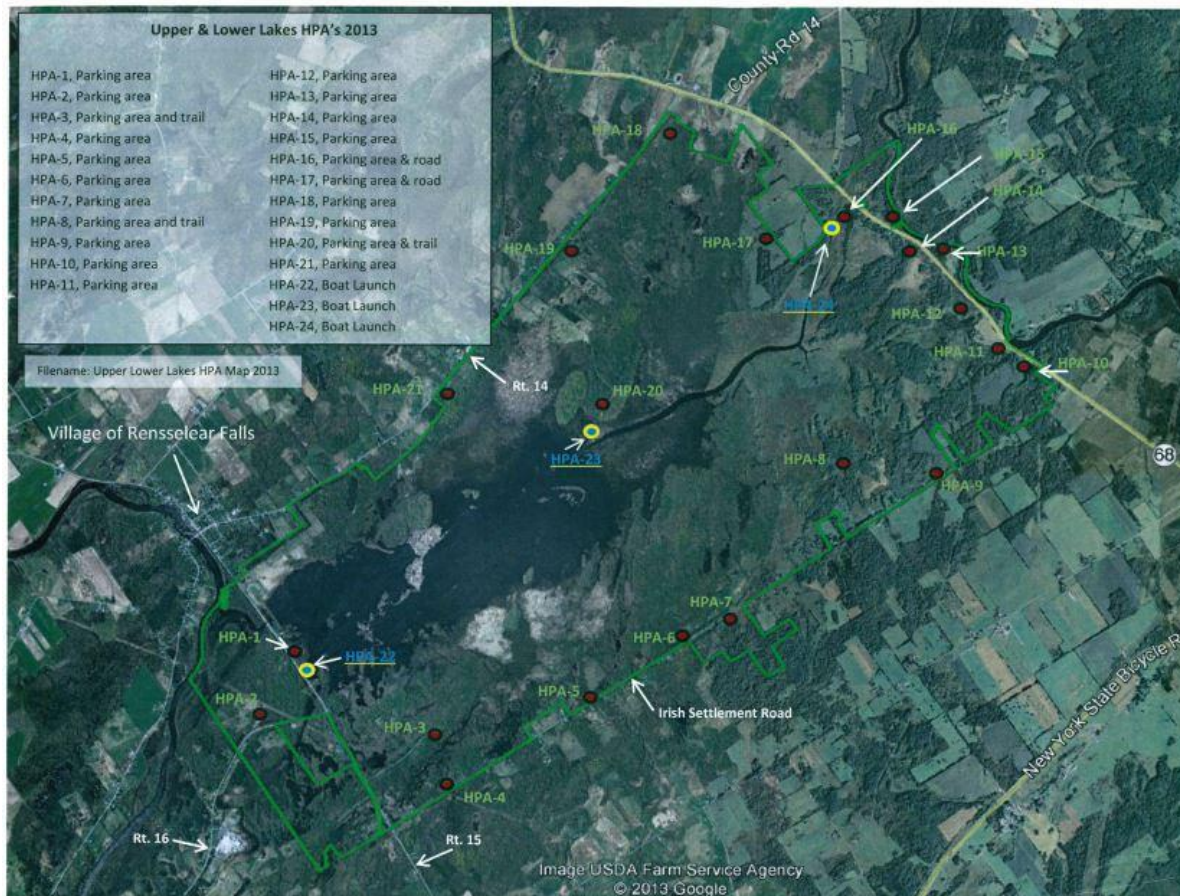 Upper & Lower Lakes HPA's 2013
HPA-1, Parking area
HPA-2, Parking area
HPA-3, Parking area and trail
HPA-4, Parking area
HPA-5, Parking area
HPA-6, Parking area
HPA-7, Parking area
HPA-8, Parking area and trail
HPA-9, Parking area
HPA-10, Parking area
HPA-11, Parking area
HPA-12, Parking area
HPA-13, Parking area
HPA-14, Parking area
HPA-15, Parking area
HPA-16, Parking area & road
HPA-17, Parking area & road
HPA-18, Parking area
HPA-19, Parking area
HPA-20, Parking area & trail
HPA-21, Parking area
HPA-22, Boat Launch
HPA-23, Boat Launch
HPA-24, Boat Launch
Filename: Upper Lower Lakes HPA Map 2013
County Rd 14
HPA-18
HPA-16
HPA-15
HPA-14
HPA-19
HPA-17
HPA-13
HPA-24
HPA-12
HPA-11
HPA-10
Rt. 14
HPA-21
HPA-20
Village of Rensselear Falls
HPA-23
HPA-8
68
HPA-9
HPA-7
HPA-6
HPA-1
HPA-22
HPA-5
Irish Settlement Road
HPA-2
HPA-3
HPA-4
New York State Bicycle R
Rt. 16
Rt. 15
Image USDA Farm Service Agency
© 2013 Google